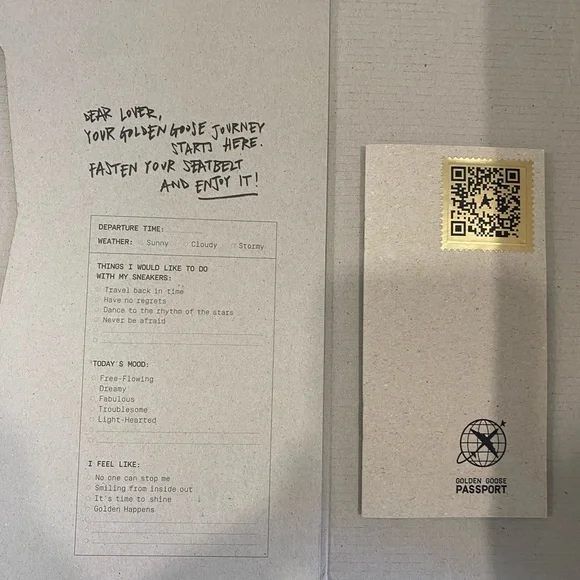 DEAR LOVER,
YOUR GOLDEN GOOSE JOURNEY
STARTS HERE.
FASTEN YOUR SEATBELT
AND ENJOY IT!
DEPARTURE TIME:
WEATHER: Sunny Cloudy Stormy
THINGS I WOULD LIKE TO DO
WITH MY SNEAKERS:
Travel back in time
Have no regrets
Dance to the rhythm of the stars
Never be afraid
TODAY'S MOOD:
Free-Flowing
Dreamy
Fabulous
Troublesome
Light-Hearted
I FEEL LIKE:
No one can stop me
Smiling from inside out
It's time to shine
Golden Happens
GOLDEN GOOSE
PASSPORT